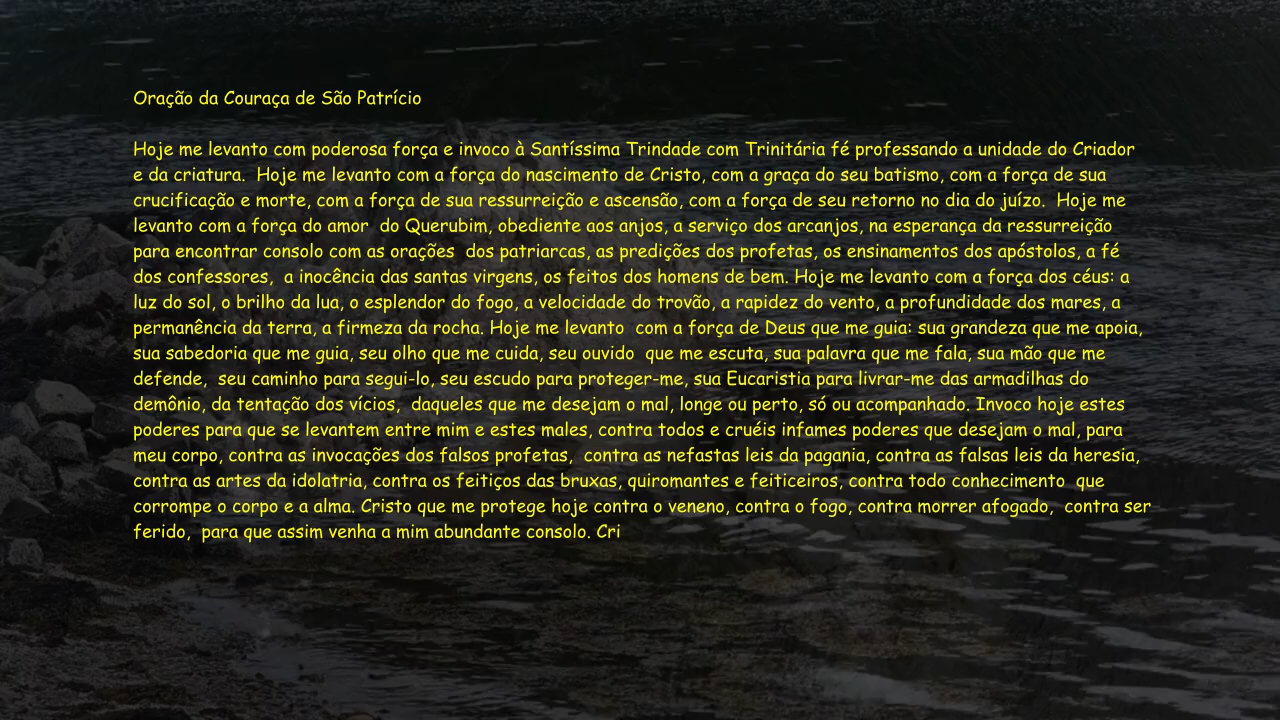 Oração da Couraça de São Patrício
Hoje me levanto com poderosa força e invoco à Santíssima Trindade com Trinitária fé professando a unidade do Criador
e da criatura.  Hoje me levanto com a força do nascimento de Cristo, com a graça do seu batismo, com a força de sua
crucificação e morte, com a força de sua ressurreição e ascensão, com a força de seu retorno no dia do juízo.  Hoje me
levanto com a força do amor  do Querubim, obediente aos anjos, a serviço dos arcanjos, na esperança da ressurreição
para encontrar consolo com as orações  dos patriarcas, as predições dos profetas, os ensinamentos dos apóstolos, a fé
dos confessores,  a inocência das santas virgens, os feitos dos homens de bem. Hoje me levanto com a força dos céus: a
luz do sol, o brilho da lua, o esplendor do fogo, a velocidade do trovão, a rapidez do vento, a profundidade dos mares, a
permanência da terra, a firmeza da rocha. Hoje me levanto  com a força de Deus que me guia: sua grandeza que me apoia,
sua sabedoria que me guia, seu olho que me cuida, seu ouvido  que me escuta, sua palavra que me fala, sua mão que me
defende,  seu caminho para segui-lo, seu escudo para proteger-me, sua Eucaristia para livrar-me das armadilhas do
demônio, da tentação dos vícios,  daqueles que me desejam o mal, longe ou perto, só ou acompanhado. Invoco hoje estes
poderes para que se levantem entre mim e estes males, contra todos e cruéis infames poderes que desejam o mal, para
meu corpo, contra as invocações dos falsos profetas,  contra as nefastas leis da pagania, contra as falsas leis da heresia,
contra as artes da idolatria, contra os feitiços das bruxas, quiromantes e feiticeiros, contra todo conhecimento  que
corrompe o corpo e a alma. Cristo que me protege hoje contra o veneno, contra o fogo, contra morrer afogado,  contra ser
ferido,  para que assim venha a mim abundante consolo. Cri